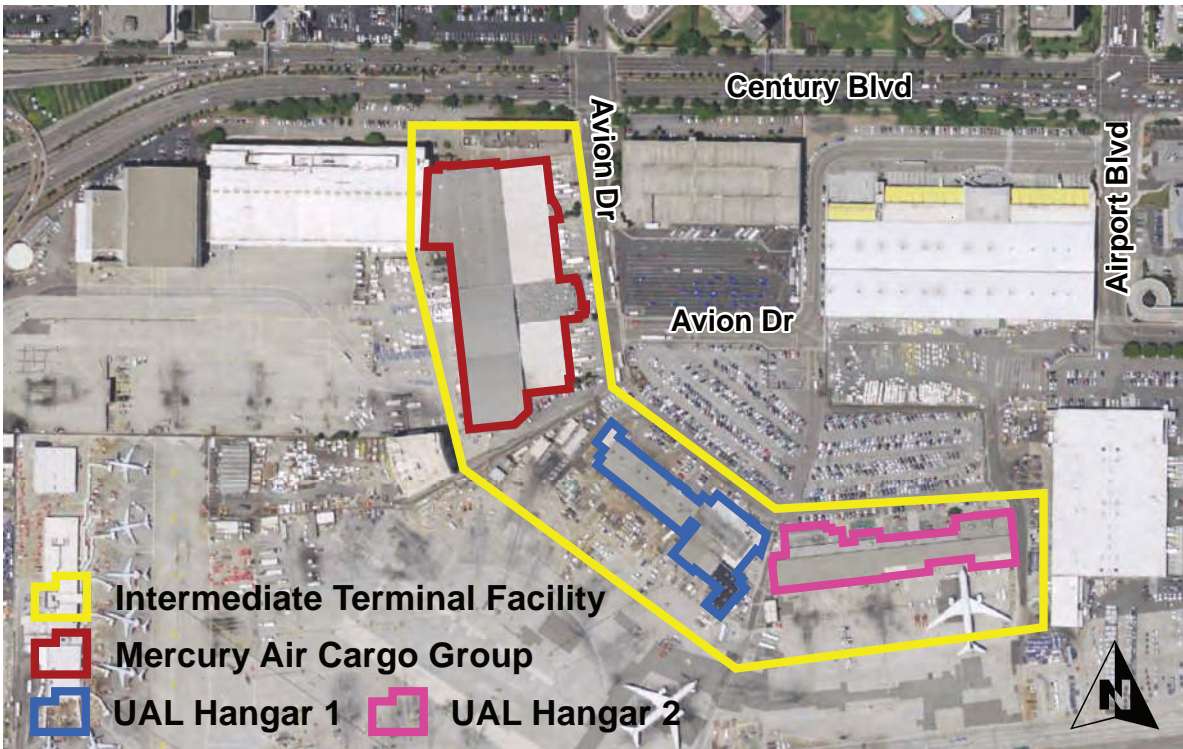 Century Blvd
Avion Dr
Airport Blvd
Avion Dr
Intermediate Terminal Facility
Mercury Air Cargo Group
UAL Hangar 1
UAL Hangar 2
N